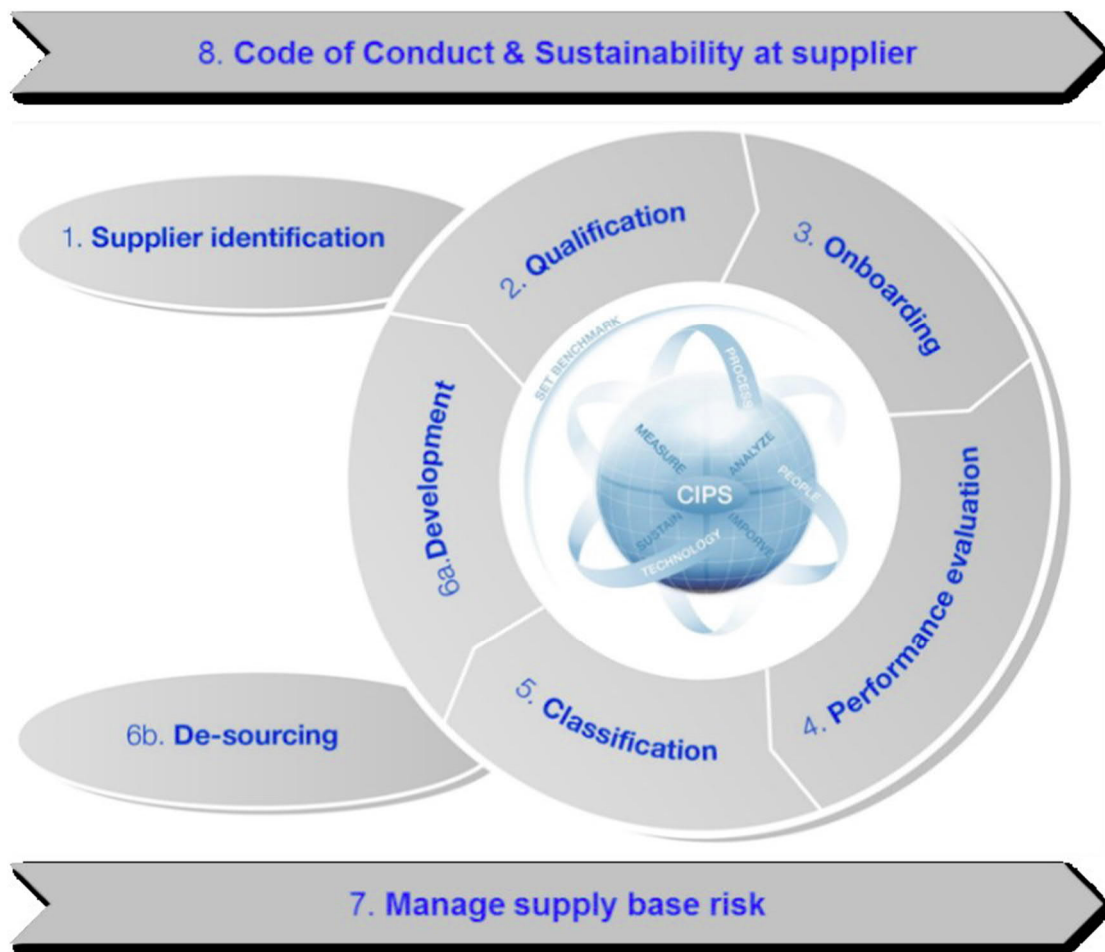 8. Code of Conduct & Sustainability at supplier
1. Supplier identification
2. Qualification
3. Onboarding
4. Performance evaluation
5. Classification
6a.Development
6b. De-sourcing
SET BENCHMARK
PROCESS
MEASURE
ANALYZE
PEOPLE
CIPS
SUSTAIN
IMPORVE
TECHNOLOGY
7. Manage supply base risk